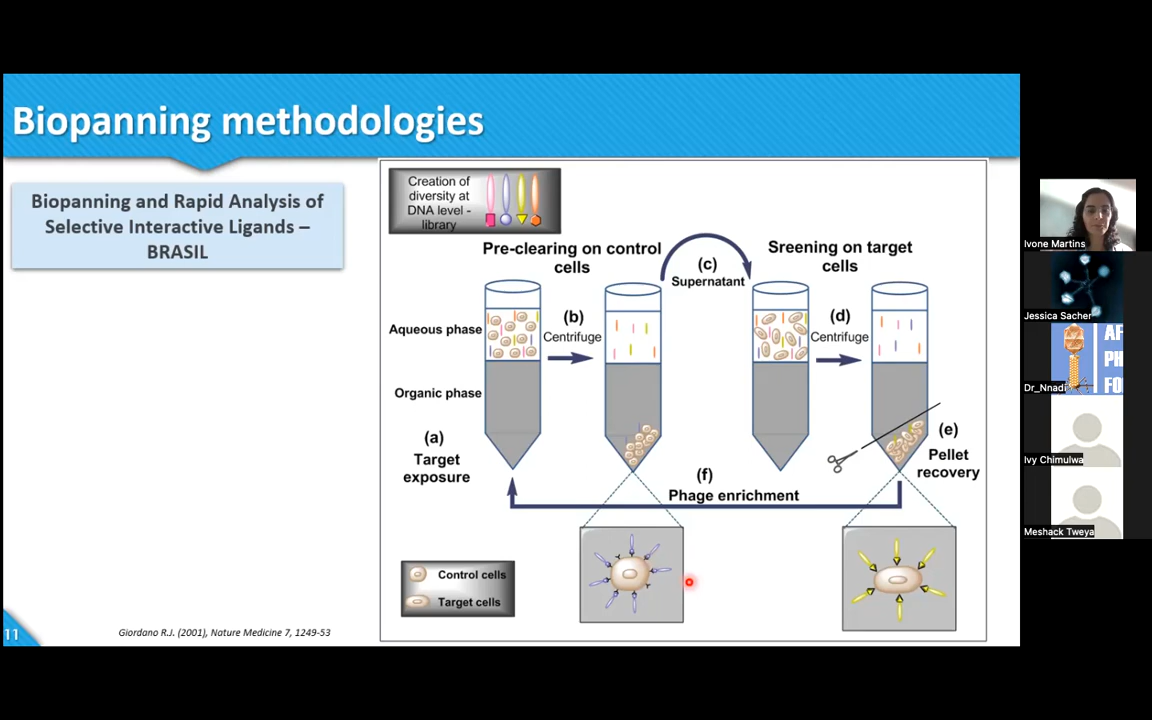 Biopanning methodologies
Biopanning and Rapid Analysis of
Selective Interactive Ligands –
BRASIL
Creation of
diversity at
DNA level -
library
Pre-clearing on control
cells
(c)
Supernatant
Sreening on target
cells
Aqueous phase
(b)
Centrifuge
(d)
Centrifuge
Organic phase
(a)
Target
exposure
(e)
Pellet
recovery
(f)
Phage enrichment
Control cells
Target cells
11
Giordano R.J. (2001), Nature Medicine 7, 1249-53
Ivone Martins
Jessica Sacher
AF
PH
FO
Dr_Nnadi
Ivy Chimulwa
Meshack Tweya